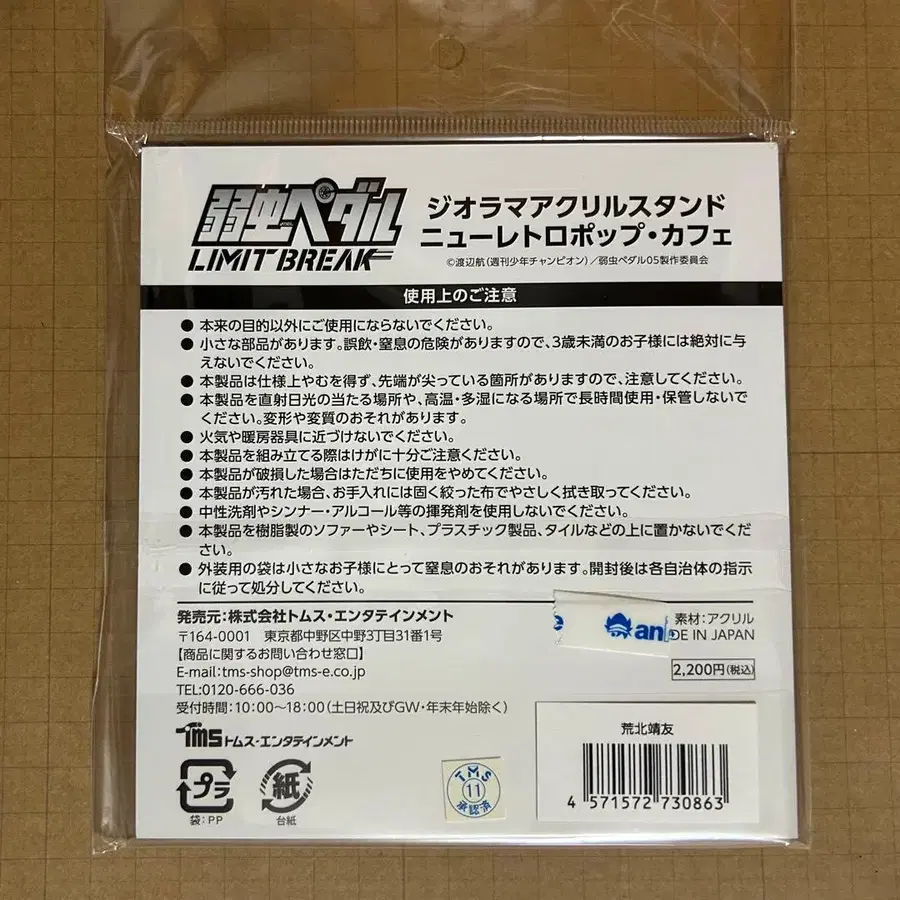 弱虫ペダル
LIMIT BREAK
ジオラマアクリルスタンド
ニューレトロポップ・カフェ
©渡辺航(週刊少年チャンピオン)／弱虫ペダル05製作委員会
使用上のご注意
● 本来の目的以外にご使用にならないでください。
● 小さな部品があります。誤飲・窒息の危険がありますので、3歳未満のお子様には絶対に与
えないでください。
● 本製品は仕様上やむを得ず、先端が尖っている箇所がありますので、注意してください。
● 本製品を直射日光の当たる場所や、高温・多湿になる場所で長時間使用・保管しないで
ください。変形や変質のおそれがあります。
● 火気や暖房器具に近づけないでください。
● 本製品を組み立てる際はけがに十分ご注意ください。
● 本製品が破損した場合はただちに使用をやめてください。
● 本製品が汚れた場合、お手入れには固く絞った布でやさしく拭き取ってください。
● 中性洗剤やシンナー・アルコール等の揮発剤を使用しないでください。
● 本製品を樹脂製のソファーやシート、プラスチック製品、タイルなどの上に置かないでくだ
さい。
● 外装用の袋は小さなお子様にとって窒息のおそれがあります。開封後は各自治体の指示
に従って処分してください。
発売元:株式会社トムス・エンタテインメント
〒164-0001 東京都中野区中野3丁目31番1号
【商品に関するお問い合わせ窓口】
E-mail:tms-shop@tms-e.co.jp
TEL:0120-666-036
受付時間:10:00〜18:00(土日祝及びGW・年末年始除く)
ani
素材:アクリル
DE IN JAPAN
2,200円(税込)
tms トムス・エンタテインメント
プラ
袋:PP
紙
台紙
TMS
11
承認済
荒北靖友
4 571572 730863